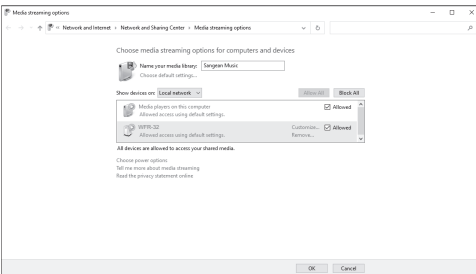 Media streaming options
Network and Internet › Network and Sharing Center › Media streaming options
Choose media streaming options for computers and devices
Name your media library: Sangean Music
Choose default settings...
Show devices on: Local network Allow All Block All
Media players on this computer Allowed
Allowed access using default settings.
WFR-32 Customize... Allowed
Allowed access using default settings. Remove...
All devices are allowed to access your shared media.
Choose power options
Tell me more about media streaming
Read the privacy statement online
OK Cancel